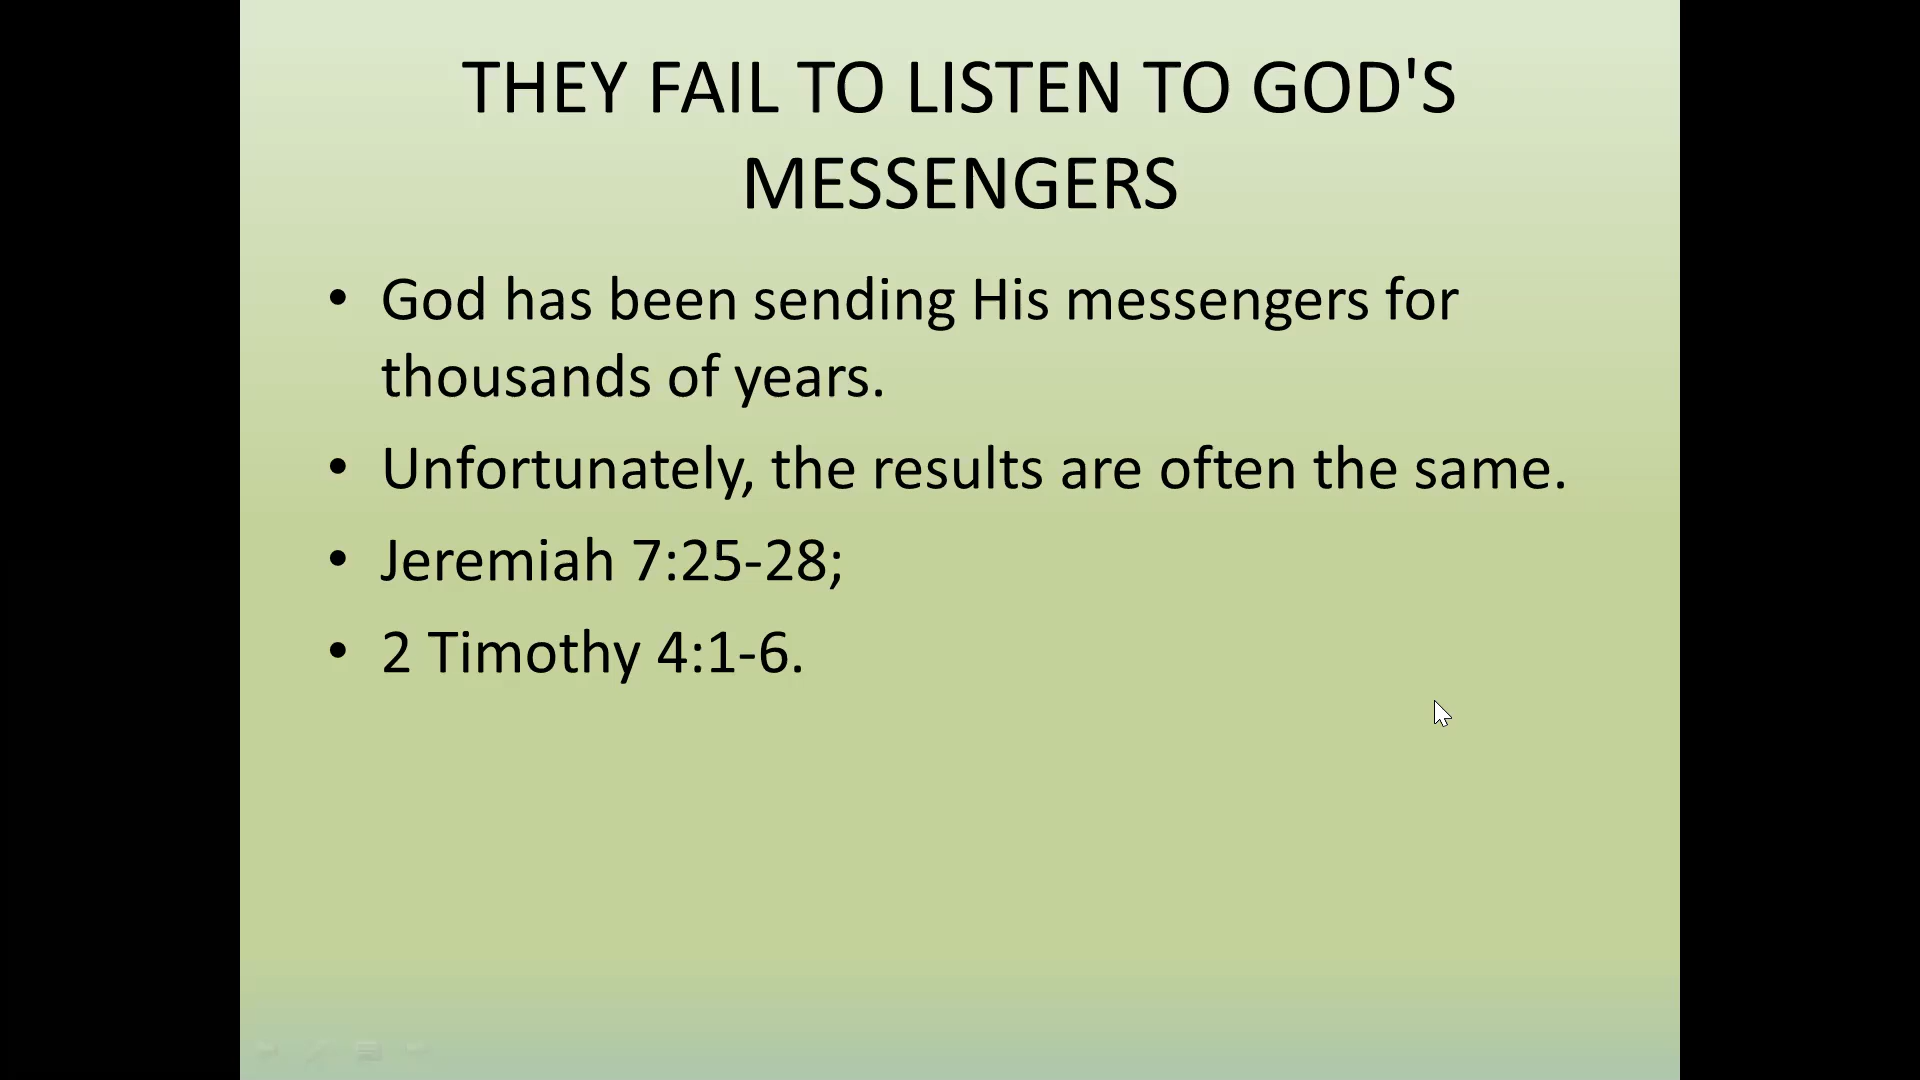 THEY FAIL TO LISTEN TO GOD'S
MESSENGERS
• God has been sending His messengers for
thousands of years.
• Unfortunately, the results are often the same.
• Jeremiah 7:25-28;
• 2 Timothy 4:1-6.